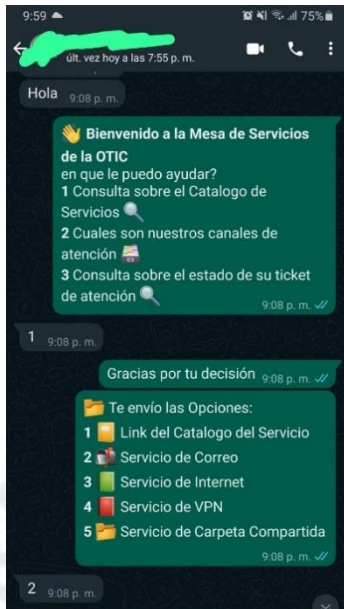 9:59
75%
últ. vez hoy a las 7:55 p. m.
Hola 9:08 p. m.
👋 Bienvenido a la Mesa de Servicios
de la OTIC
en que le puedo ayudar?
1 Consulta sobre el Catalogo de
Servicios 🔍
2 Cuales son nuestros canales de
atención 📇
3 Consulta sobre el estado de su ticket
de atención 🔍
9:08 p. m.
1 9:08 p. m.
Gracias por tu decisión 9:08 p. m.
📂 Te envío las Opciones:
1 📒 Link del Catalogo del Servicio
2 📬 Servicio de Correo
3 📗 Servicio de Internet
4 📕 Servicio de VPN
5 📂 Servicio de Carpeta Compartida
9:08 p. m.
2 9:08 p. m.